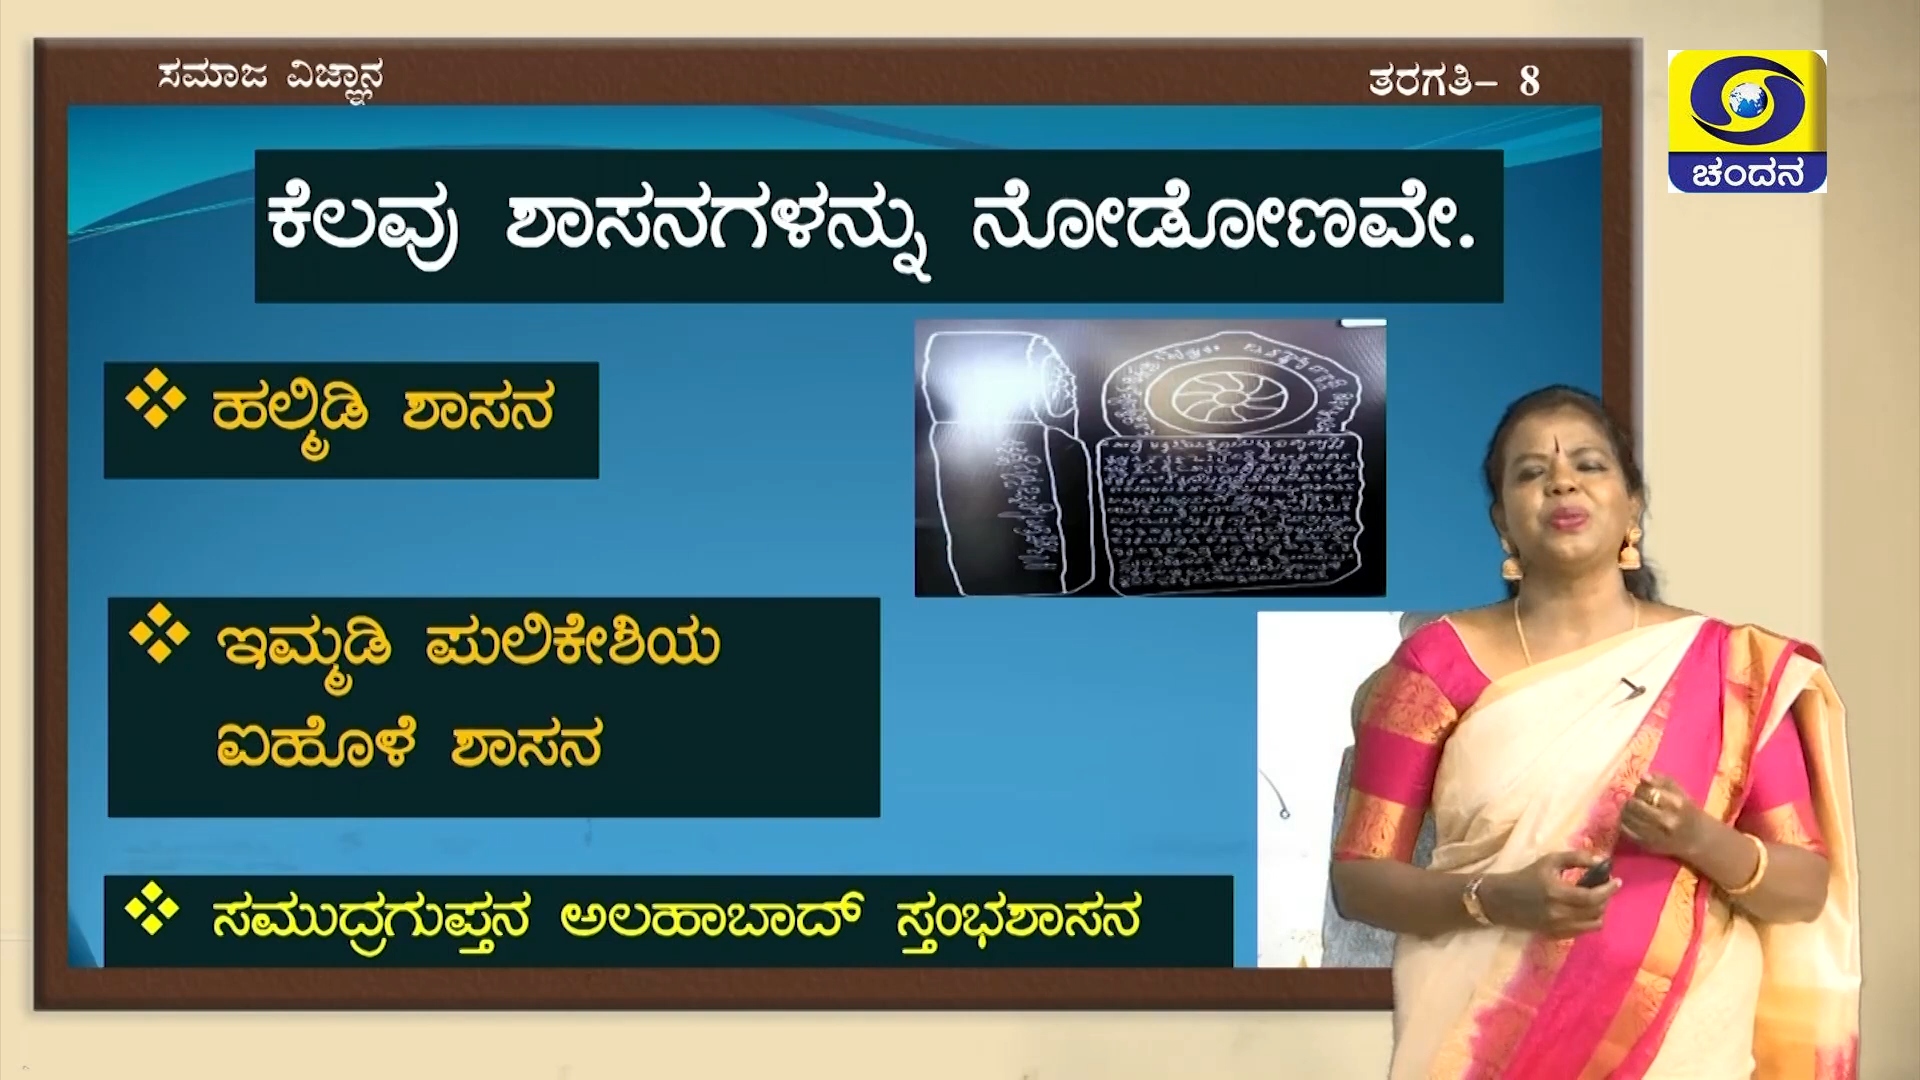 ಸಮಾಜ ವಿಜ್ಞಾನ
ತರಗತಿ– 8
ಚಂದನ
ಕೆಲವು ಶಾಸನಗಳನ್ನು ನೋಡೋಣವೇ.
❖ ಹಲ್ಮಿಡಿ ಶಾಸನ
❖ ಇಮ್ಮಡಿ ಪುಲಿಕೇಶಿಯ
ಐಹೊಳೆ ಶಾಸನ
❖ ಸಮುದ್ರಗುಪ್ತನ ಅಲಹಾಬಾದ್ ಸ್ತಂಭಶಾಸನ